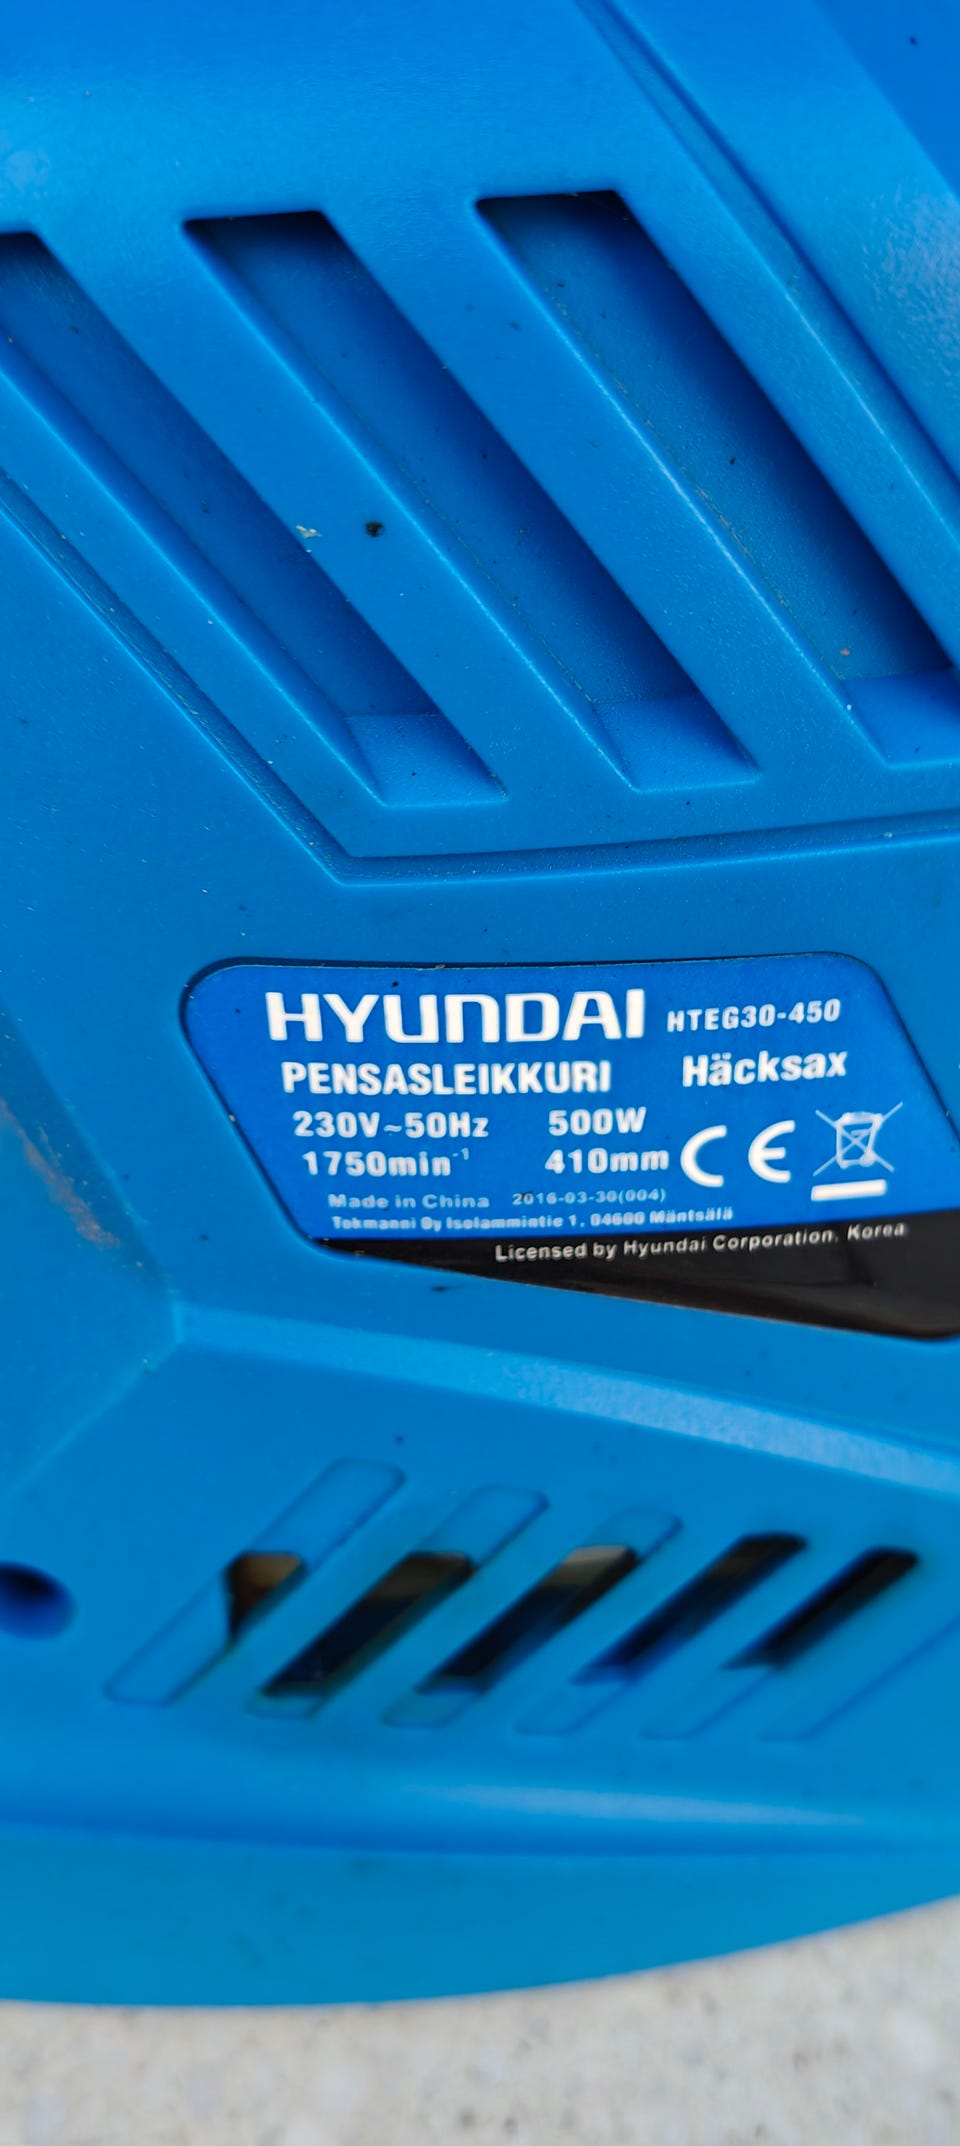 HYUNDAI HTEG30-450
PENSASLEIKKURI Häcksax
230V~50Hz 500W
1750min⁻¹ 410mm CE
Made in China 2016-03-30(004)
Tokmanni Oy Isolammintie 1, 04600 Mäntsälä
Licensed by Hyundai Corporation, Korea